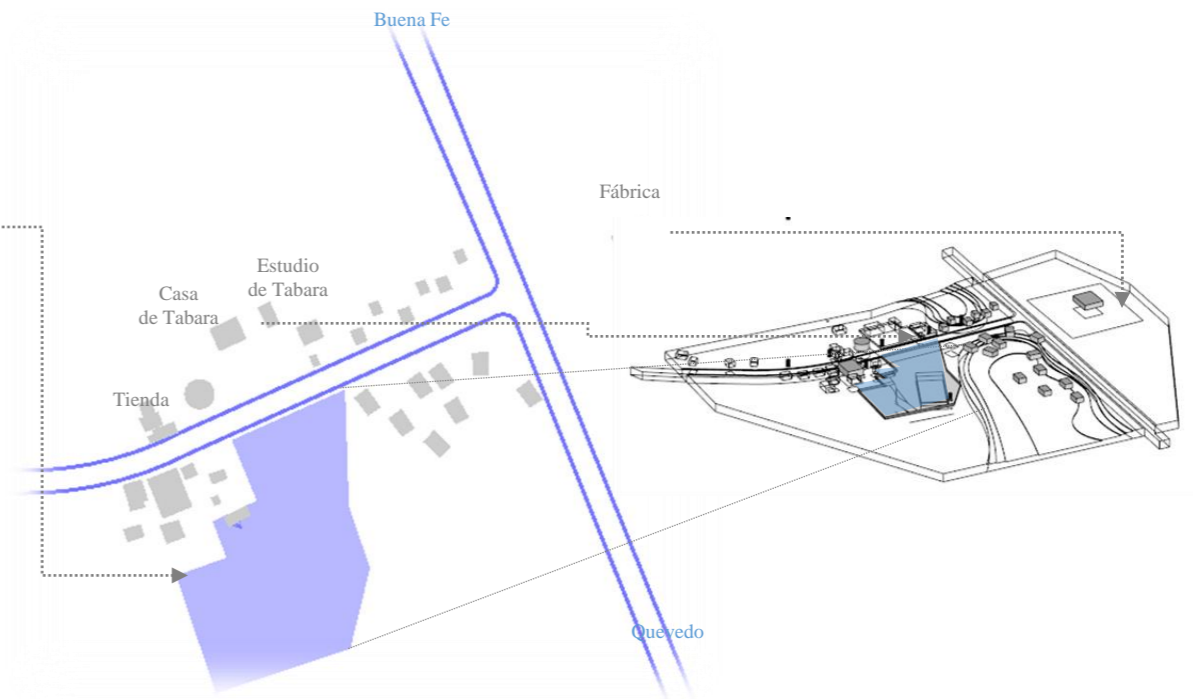 Buena Fe
Fábrica
Estudio
de Tabara
Casa
de Tabara
Tienda
Quevedo